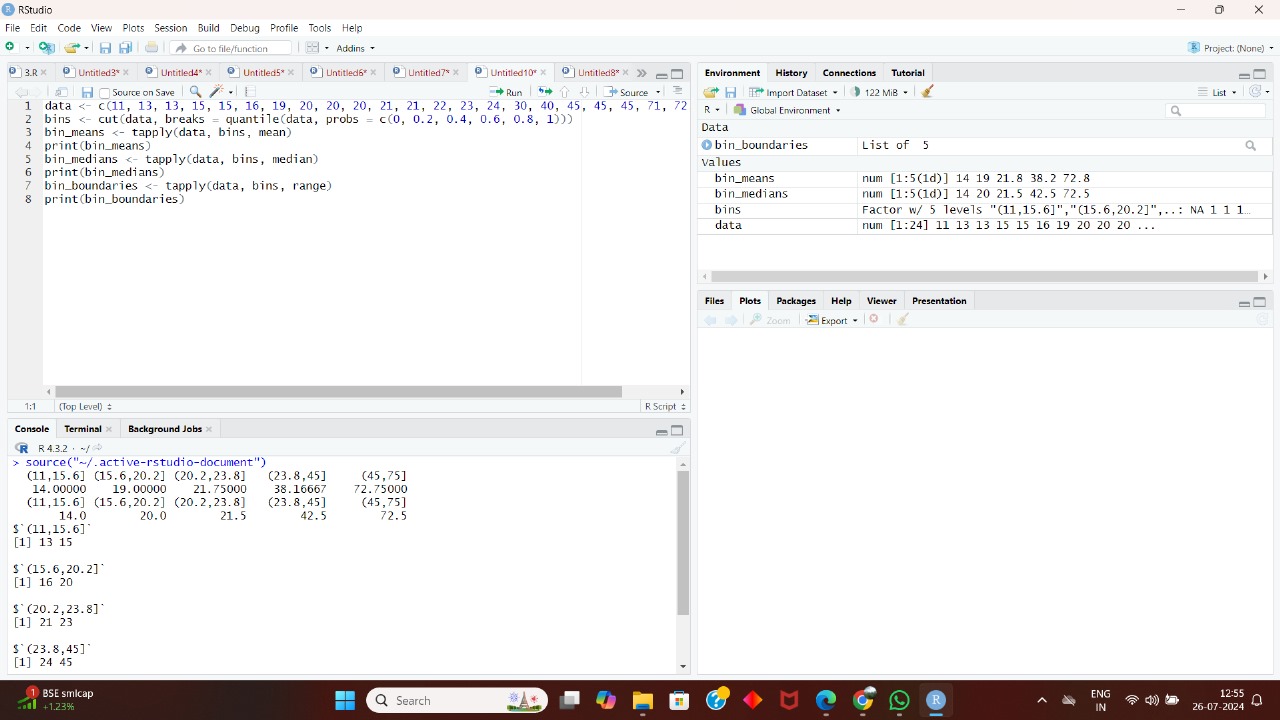 RStudio
File Edit Code View Plots Session Build Debug Profile Tools Help
Go to file/function Addins Project: (None)
3.R Untitled3* Untitled4* Untitled5* Untitled6* Untitled7* Untitled10* Untitled8*
Source on Save Run Source
1 data <- c(11, 13, 13, 15, 15, 16, 19, 20, 20, 20, 21, 21, 22, 23, 24, 30, 40, 45, 45, 45, 71, 72
2 bins <- cut(data, breaks = quantile(data, probs = c(0, 0.2, 0.4, 0.6, 0.8, 1)))
3 bin_means <- tapply(data, bins, mean)
4 print(bin_means)
5 bin_medians <- tapply(data, bins, median)
6 print(bin_medians)
7 bin_boundaries <- tapply(data, bins, range)
8 print(bin_boundaries)
1:1 (Top Level) R Script
Console Terminal Background Jobs
R 4.3.2 · ~/
> source("~/.active-rstudio-document")
(11,15.6] (15.6,20.2] (20.2,23.8] (23.8,45] (45,75]
14.00000 19.00000 21.75000 38.16667 72.75000
(11,15.6] (15.6,20.2] (20.2,23.8] (23.8,45] (45,75]
14.0 20.0 21.5 42.5 72.5
$`(11,15.6]`
[1] 13 15
$`(15.6,20.2]`
[1] 16 20
$`(20.2,23.8]`
[1] 21 23
$`(23.8,45]`
[1] 24 45
Environment History Connections Tutorial
Import Dataset 122 MiB List
R Global Environment
Data
bin_boundaries List of 5
Values
bin_means num [1:5(1d)] 14 19 21.8 38.2 72.8
bin_medians num [1:5(1d)] 14 20 21.5 42.5 72.5
bins Factor w/ 5 levels "(11,15.6]","(15.6,20.2]",..: NA 1 1 1…
data num [1:24] 11 13 13 15 15 16 19 20 20 20 ...
Files Plots Packages Help Viewer Presentation
Zoom Export
1 BSE smlcap
+1.23%
Search
ENG
IN
12:55
26-07-2024